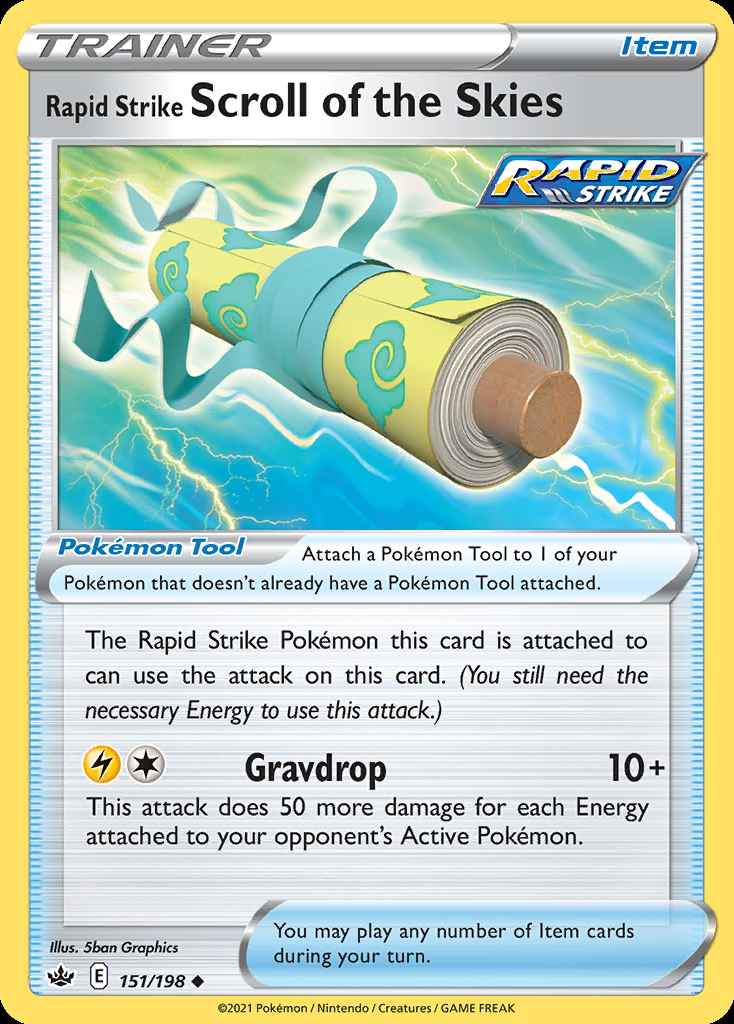 TRAINER
Item
Rapid Strike Scroll of the Skies
RAPID
STRIKE
Pokémon Tool
Attach a Pokémon Tool to 1 of your
Pokémon that doesn't already have a Pokémon Tool attached.
The Rapid Strike Pokémon this card is attached to
can use the attack on this card. (You still need the
necessary Energy to use this attack.)
Gravdrop 10+
This attack does 50 more damage for each Energy
attached to your opponent's Active Pokémon.
You may play any number of Item cards
during your turn.
Illus. 5ban Graphics
E 151/198
©2021 Pokémon / Nintendo / Creatures / GAME FREAK